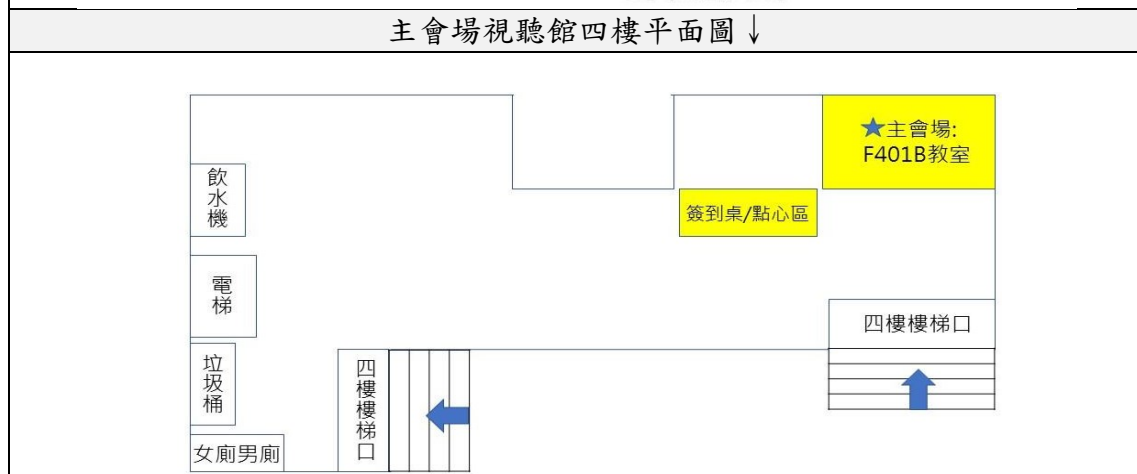 主會場視聽館四樓平面圖↓
★主會場:
F401B教室
飲水機
簽到桌/點心區
電梯
四樓樓梯口
垃圾桶
四樓樓梯口
女廁男廁